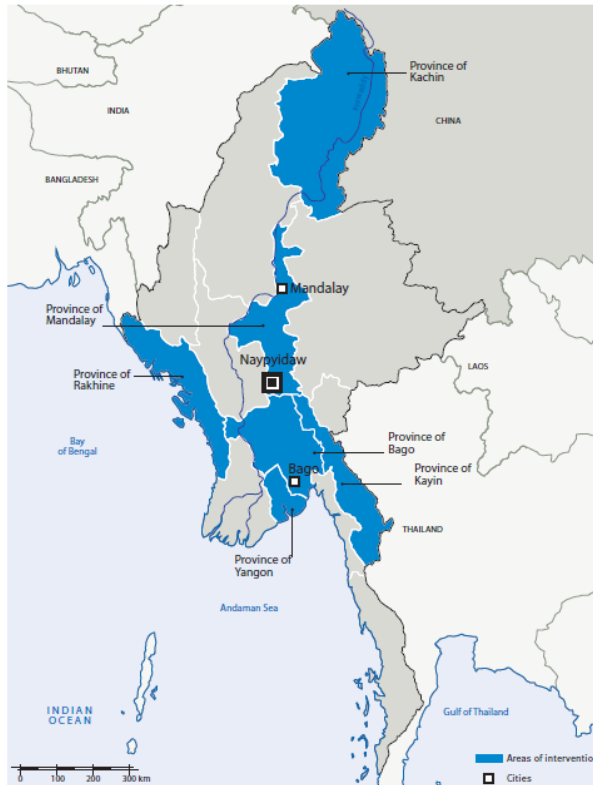 Province of
Kachin
BHUTAN
CHINA
INDIA
BANGLADESH
Mandalay
Province of
Mandalay
Naypyidaw
LAOS
Province of
Rakhine
Province of
Bago
Bay
of Bengal
Bago
Province of
Kayin
THAILAND
Province of
Yangon
Andaman Sea
INDIAN
OCEAN
Gulf of Thailand
Areas of interventio
0 100 200 300 km
Cities